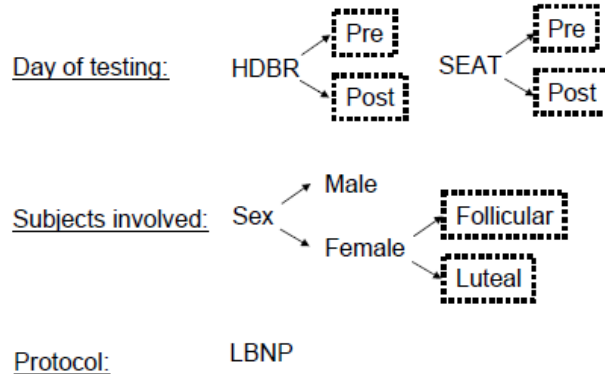 Day of testing: HDBR Pre Post SEAT Pre Post
Subjects involved: Sex Male Female Follicular Luteal
Protocol: LBNP